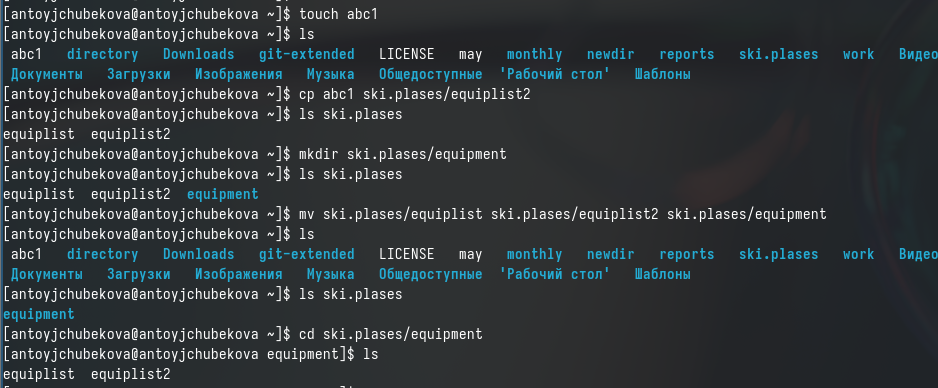 [antoyjchubekova@antoyjchubekova ~]$ touch abc1
[antoyjchubekova@antoyjchubekova ~]$ ls
abc1 directory Downloads git-extended LICENSE may monthly newdir reports ski.plases work Видео
Документы Загрузки Изображения Музыка Общедоступные 'Рабочий стол' Шаблоны
[antoyjchubekova@antoyjchubekova ~]$ cp abc1 ski.plases/equiplist2
[antoyjchubekova@antoyjchubekova ~]$ ls ski.plases
equiplist equiplist2
[antoyjchubekova@antoyjchubekova ~]$ mkdir ski.plases/equipment
[antoyjchubekova@antoyjchubekova ~]$ ls ski.plases
equiplist equiplist2 equipment
[antoyjchubekova@antoyjchubekova ~]$ mv ski.plases/equiplist ski.plases/equiplist2 ski.plases/equipment
[antoyjchubekova@antoyjchubekova ~]$ ls
abc1 directory Downloads git-extended LICENSE may monthly newdir reports ski.plases work Видео
Документы Загрузки Изображения Музыка Общедоступные 'Рабочий стол' Шаблоны
[antoyjchubekova@antoyjchubekova ~]$ ls ski.plases
equipment
[antoyjchubekova@antoyjchubekova ~]$ cd ski.plases/equipment
[antoyjchubekova@antoyjchubekova equipment]$ ls
equiplist equiplist2